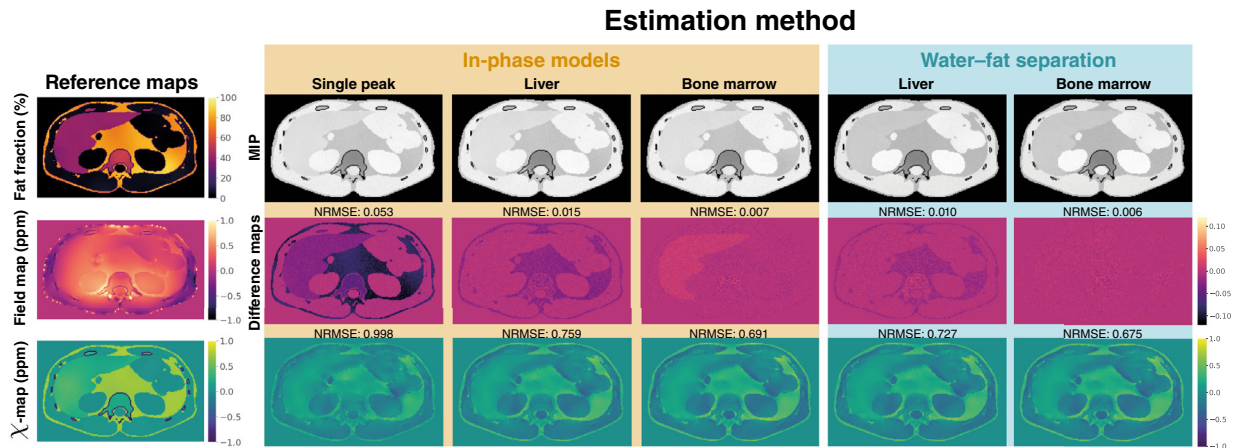 Estimation method
In-phase models
Water–fat separation
Reference maps
Single peak
Liver
Bone marrow
Liver
Bone marrow
Fat fraction (%)
100
80
60
40
20
0
MIP
NRMSE: 0.053
NRMSE: 0.015
NRMSE: 0.007
NRMSE: 0.010
NRMSE: 0.006
Field map (ppm)
1.0
0.5
0.0
−0.5
−1.0
Difference maps
0.10
0.05
0.00
−0.05
−0.10
NRMSE: 0.998
NRMSE: 0.759
NRMSE: 0.691
NRMSE: 0.727
NRMSE: 0.675
χ-map (ppm)
1.0
0.5
0.0
−0.5
−1.0
1.0
0.5
0.0
−0.5
−1.0